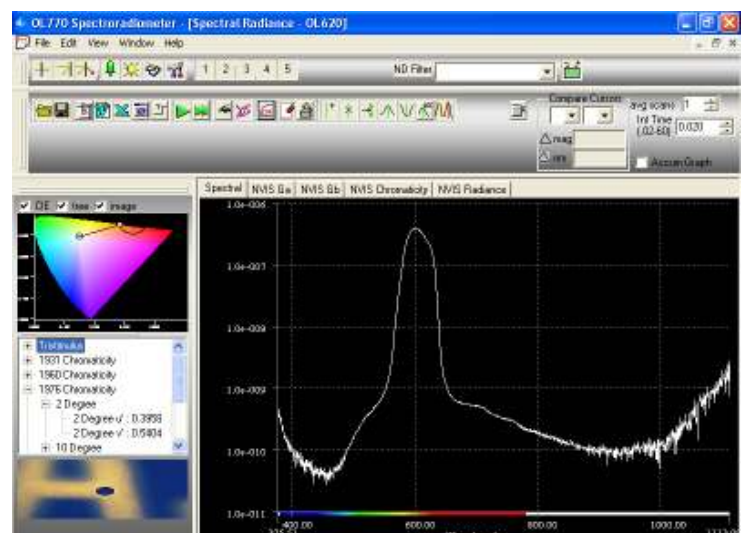 OL770 Spectroradiometer - [Spectral Radiance - OL620]
File Edit View Window Help
1 2 3 4 5 ND Filter
Compare Cursors avg scans 1
Int Time (.02-60) 0.020
mag
nm Accum Graph
Spectral NVIS Ga NVIS Gb NVIS Chromaticity NVIS Radiance
CIE tree image
Tristimulus
1931 Chromaticity
1960 Chromaticity
1976 Chromaticity
2 Degree
2 Degree u' : 0.3958
2 Degree v' : 0.5404
10 Degree
1.0e-006
1.0e-007
1.0e-008
1.0e-009
1.0e-010
1.0e-011
400.00 600.00 800.00 1000.00